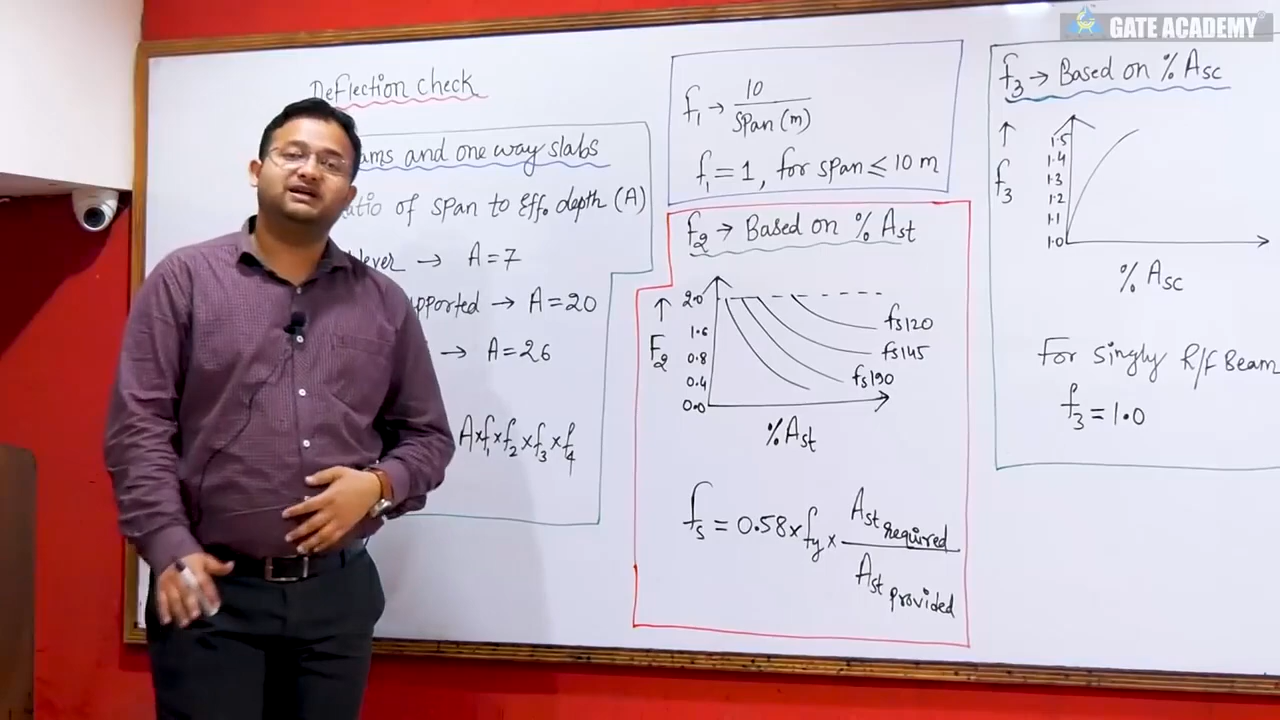 GATE ACADEMY
Deflection check
ams and one way slabs
atio of span to Eff. depth (A)
lever → A = 7
pported → A = 20
→ A = 26
A×f1×f2×f3×f4
f1 → 10
span (m)
f1 = 1, for span ≤ 10 m
f2 → Based on % Ast
↑
F2
2.0
1.6
0.8
0.4
0.0
fs120
fs145
fs190
% Ast
fs = 0.58 × fy × Ast required
Ast provided
f3 → Based on % Asc
↑
f3
1.5
1.4
1.3
1.2
1.1
1.0
% Asc
For singly R/F Beam
f3 = 1.0